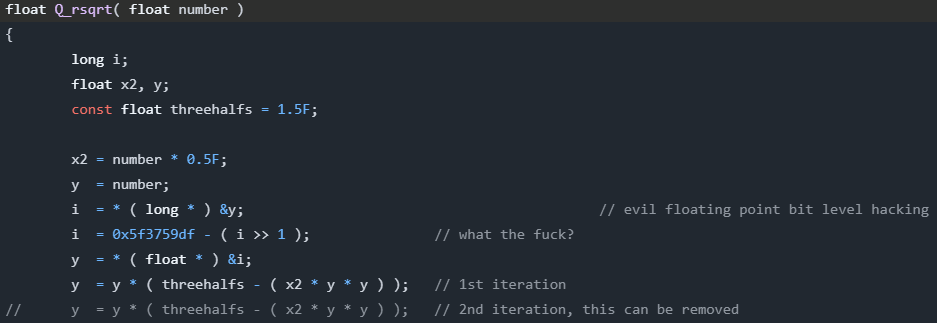 float Q_rsqrt( float number )
{
long i;
float x2, y;
const float threehalfs = 1.5F;
x2 = number * 0.5F;
y  = number;
i  = * ( long * ) &y; // evil floating point bit level hacking
i  = 0x5f3759df - ( i >> 1 ); // what the fuck?
y  = * ( float * ) &i;
y  = y * ( threehalfs - ( x2 * y * y ) ); // 1st iteration
// y  = y * ( threehalfs - ( x2 * y * y ) ); // 2nd iteration, this can be removed